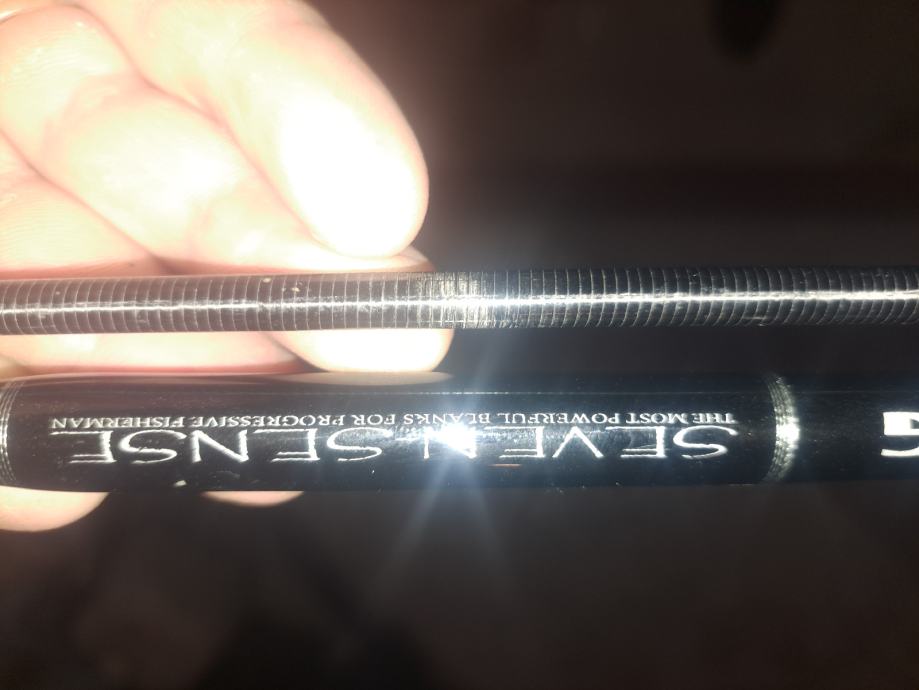 SEVEN SENSE
THE MOST POWERFUL BLANKS FOR PROGRESSIVE FISHERMAN
G